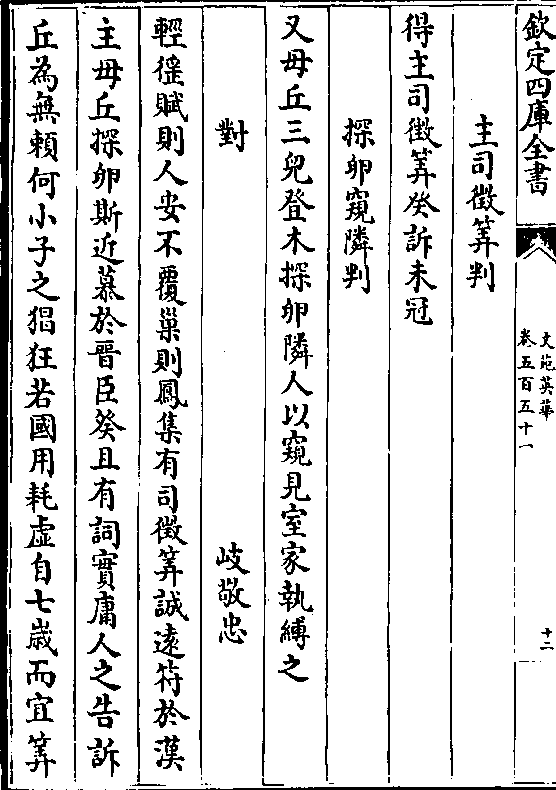 欽定四庫全書
文苑英華
卷五百五十一
十二
主司徵筭判
得主司徵筭癸訴未冠
探卵窺隣判
又毋丘三兒登木探卵隣人以窺見室家執縛之
對
歧敬忠
輕徭賦則人安不覆巢則鳳集有司徵筭誠遠符於漢
主毋丘探卵斯近慕於晉臣癸且有詞實庸人之告訴
丘為無賴何小子之猖狂若國用耗虛自七歲而宜筭